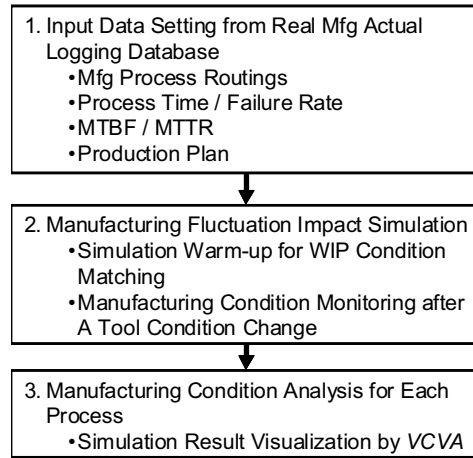 1. Input Data Setting from Real Mfg Actual
Logging Database
•Mfg Process Routings
•Process Time / Failure Rate
•MTBF / MTTR
•Production Plan
2. Manufacturing Fluctuation Impact Simulation
•Simulation Warm-up for WIP Condition
Matching
•Manufacturing Condition Monitoring after
A Tool Condition Change
3. Manufacturing Condition Analysis for Each
Process
•Simulation Result Visualization by VCVA